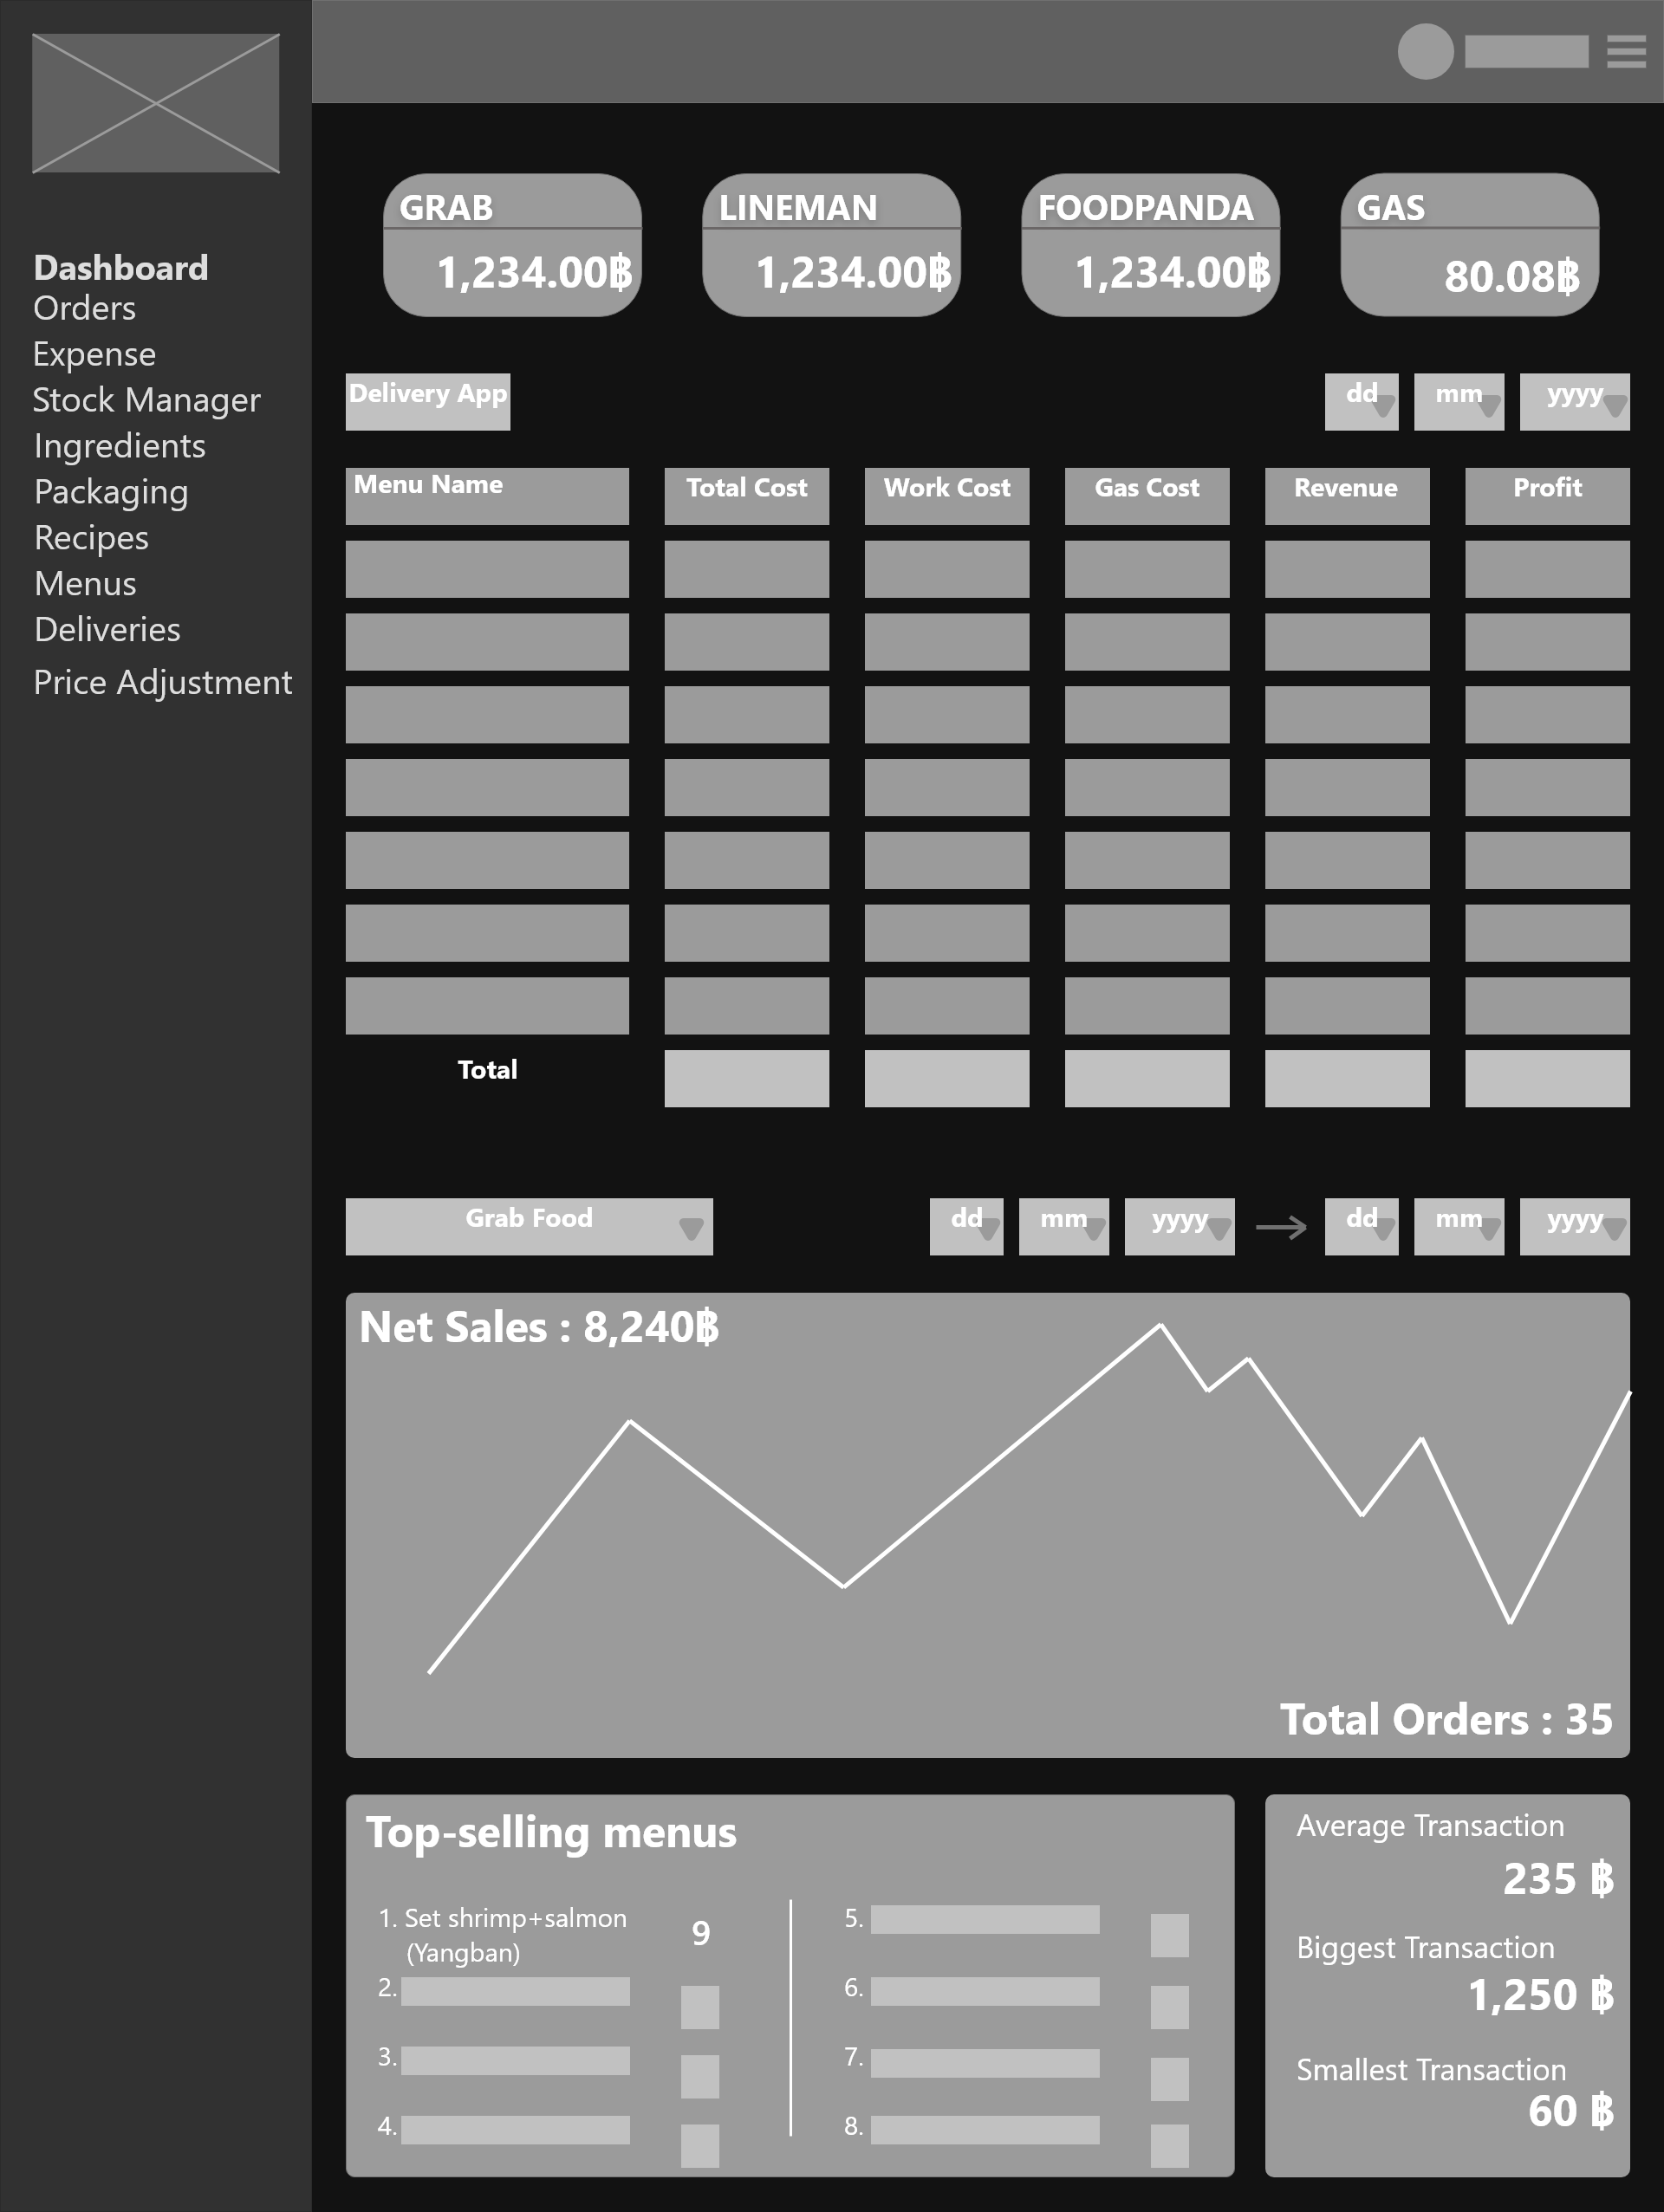 Dashboard
Orders
Expense
Stock Manager
Ingredients
Packaging
Recipes
Menus
Deliveries
Price Adjustment
GRAB
1,234.00฿
LINEMAN
1,234.00฿
FOODPANDA
1,234.00฿
GAS
80.08฿
Delivery App
dd
mm
yyyy
Menu Name
Total Cost
Work Cost
Gas Cost
Revenue
Profit
Total
Grab Food
dd
mm
yyyy
dd
mm
yyyy
Net Sales : 8,240฿
Total Orders : 35
Top-selling menus
1. Set shrimp+salmon
(Yangban)
9
2.
3.
4.
5.
6.
7.
8.
Average Transaction
235 ฿
Biggest Transaction
1,250 ฿
Smallest Transaction
60 ฿